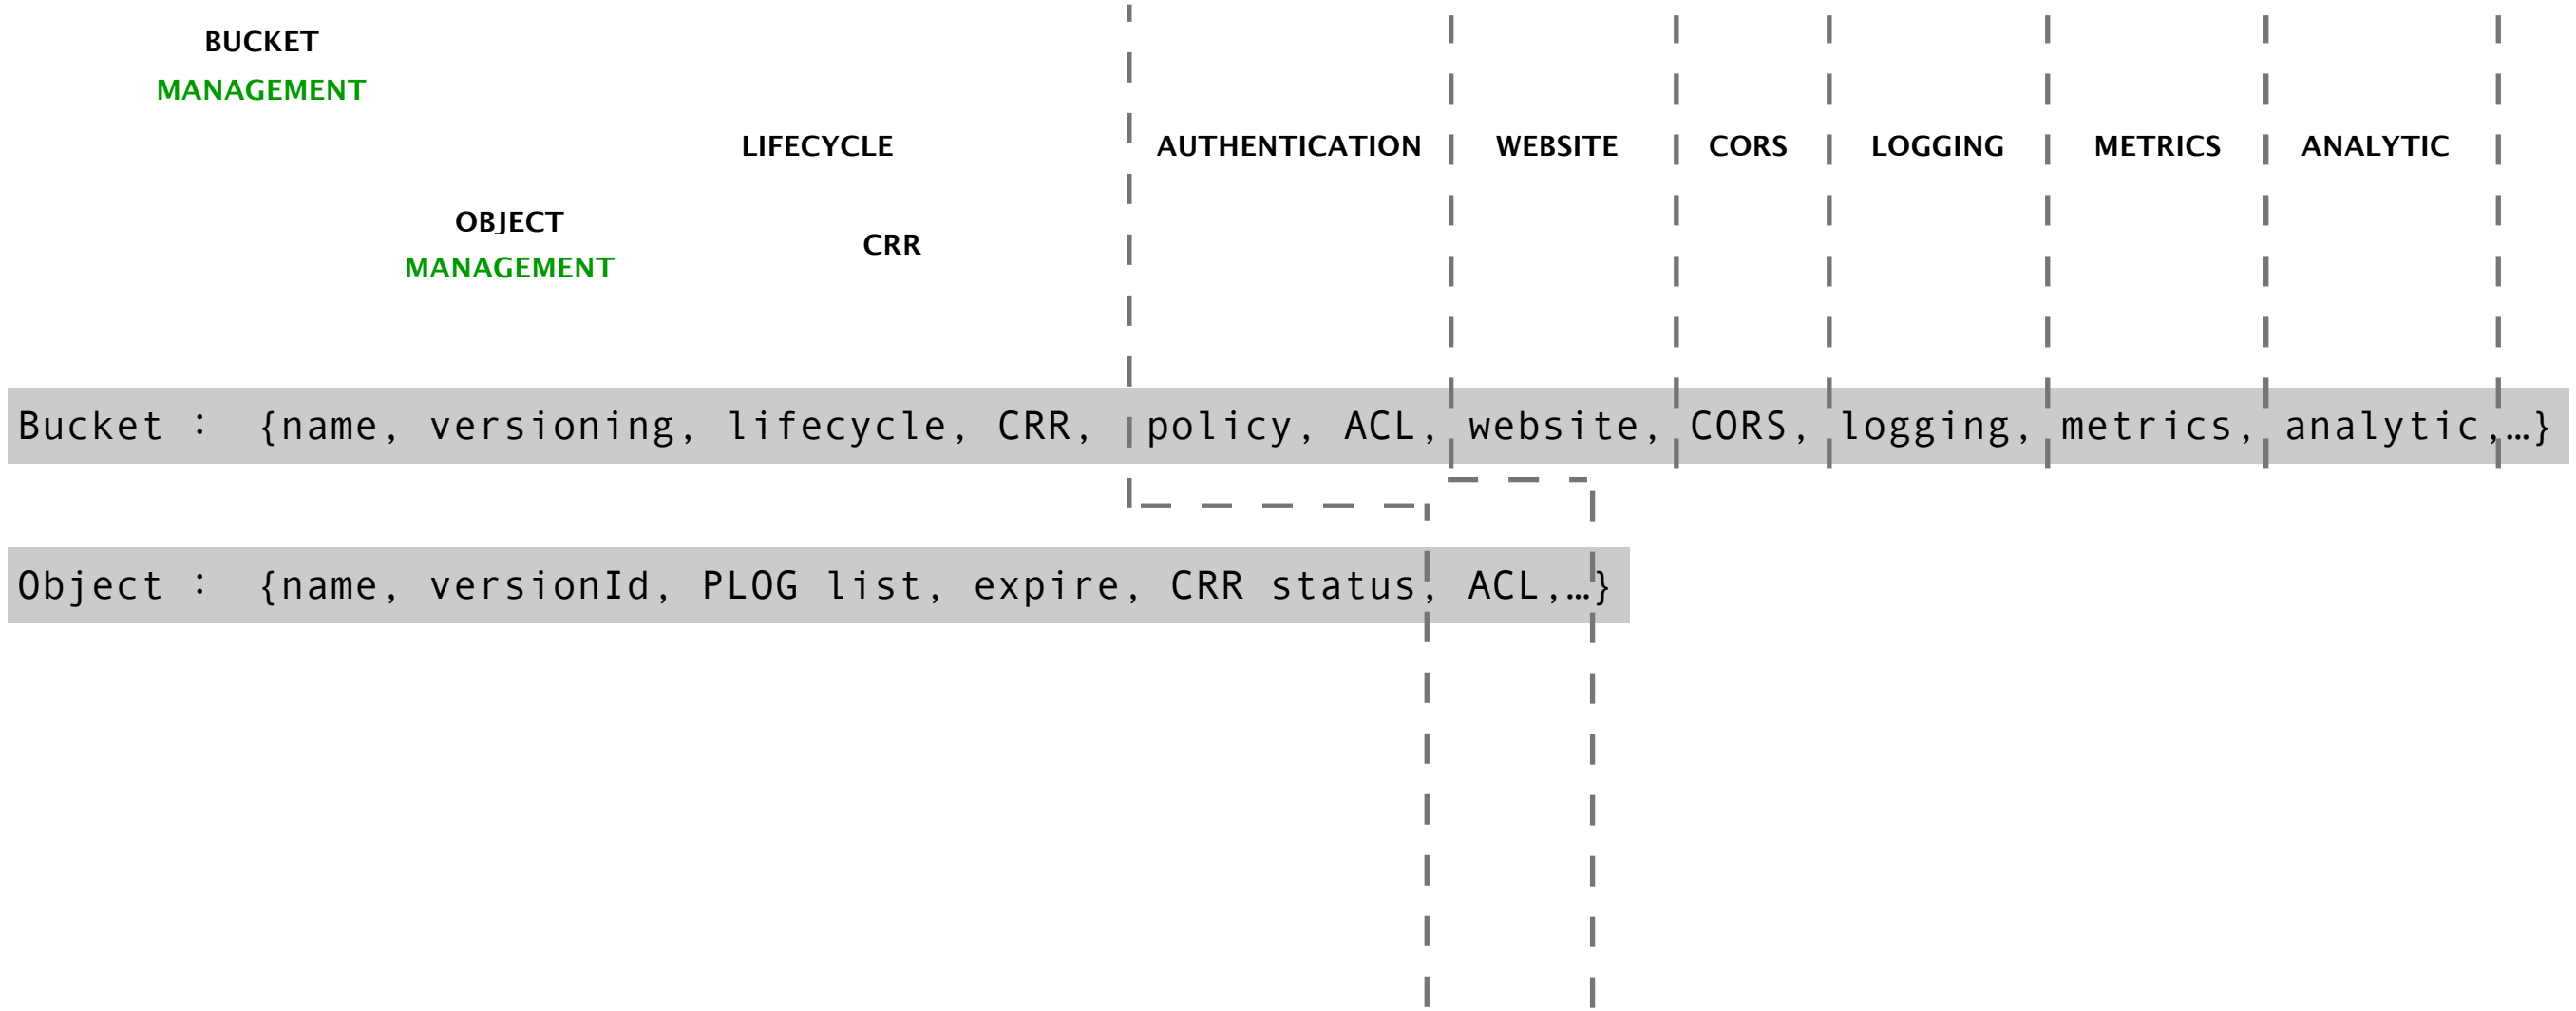 BUCKET
MANAGEMENT
LIFECYCLE
AUTHENTICATION
WEBSITE
CORS
LOGGING
METRICS
ANALYTIC
OBJECT
MANAGEMENT
CRR
Bucket : {name, versioning, lifecycle, CRR, policy, ACL, website, CORS, logging, metrics, analytic,…}
Object : {name, versionId, PLOG list, expire, CRR status, ACL,…}